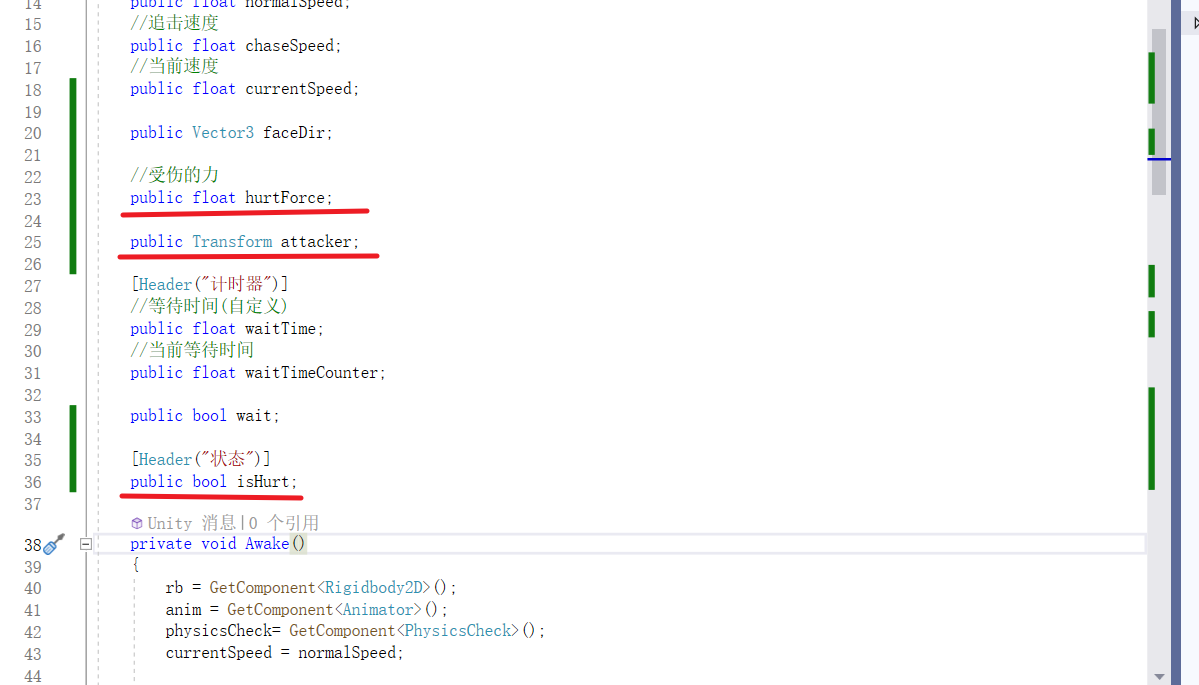 14 public float normalSpeed;
15 //追击速度
16 public float chaseSpeed;
17 //当前速度
18 public float currentSpeed;
19
20 public Vector3 faceDir;
21
22 //受伤的力
23 public float hurtForce;
24
25 public Transform attacker;
26
27 [Header("计时器")]
28 //等待时间(自定义)
29 public float waitTime;
30 //当前等待时间
31 public float waitTimeCounter;
32
33 public bool wait;
34
35 [Header("状态")]
36 public bool isHurt;
37
Unity 消息|0 个引用
38 private void Awake()
39 {
40 rb = GetComponent<Rigidbody2D>();
41 anim = GetComponent<Animator>();
42 physicsCheck= GetComponent<PhysicsCheck>();
43 currentSpeed = normalSpeed;
44